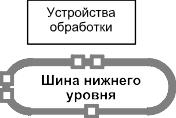 Устройства
обработки
Шина нижнего
уровня